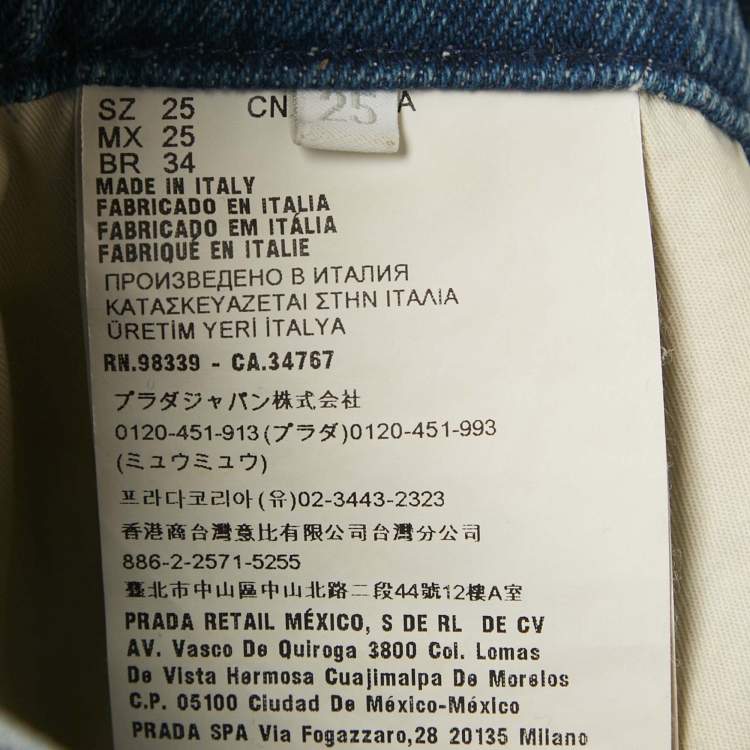 SZ 25 CN A
25
MX 25
BR 34
MADE IN ITALY
FABRICADO EN ITALIA
FABRICADO EM ITÁLIA
FABRIQUÉ EN ITALIE
ПРОИЗВЕДЕНО В ИТАЛИЯ
ΚΑΤΑΣΚΕΥΑΖΕΤΑΙ ΣΤΗΝ ΙΤΑΛΙΑ
ÜRETİM YERİ İTALYA
RN.98339 - CA.34767
プラダジャパン株式会社
0120-451-913(プラダ)0120-451-993
(ミュウミュウ)
프라다코리아(유)02-3443-2323
香港商台灣意比有限公司台灣分公司
886-2-2571-5255
臺北市中山區中山北路二段44號12樓A室
PRADA RETAIL MÉXICO, S DE RL DE CV
AV. Vasco De Quiroga 3800 Col. Lomas
De Vista Hermosa Cuajimalpa De Morelos
C.P. 05100 Ciudad De México-México
PRADA SPA Via Fogazzaro,28 20135 Milano